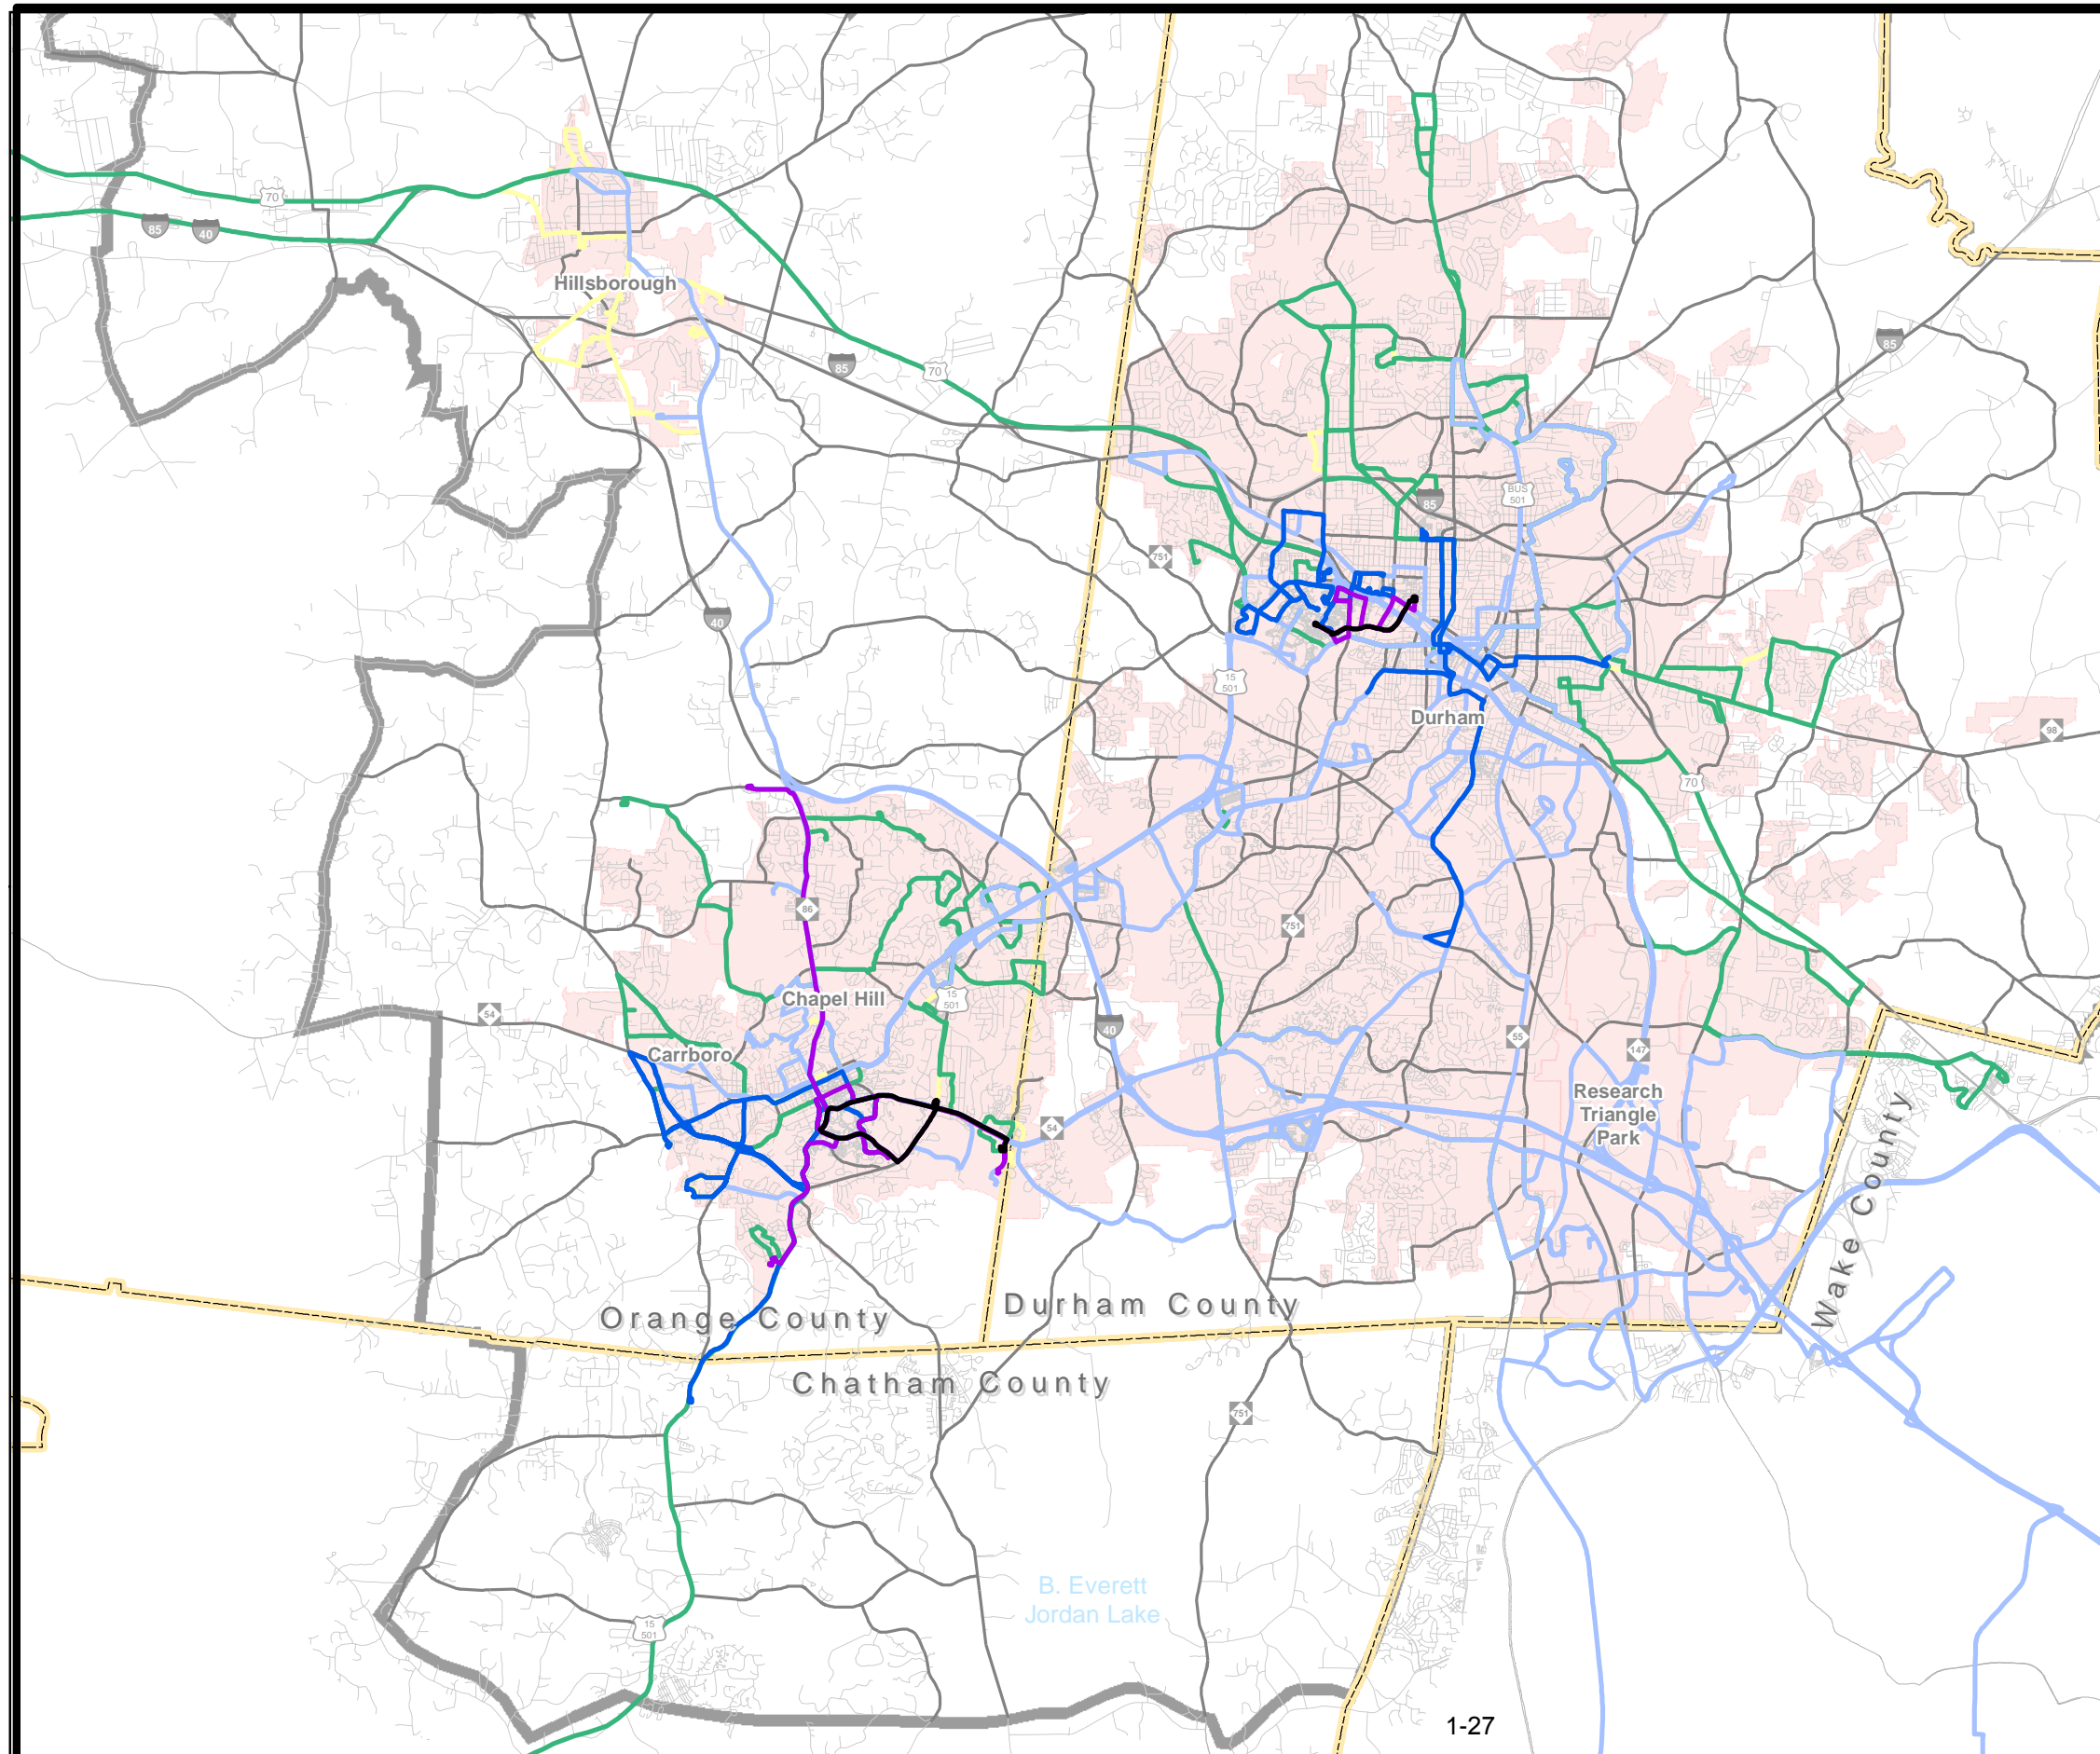 70
85
40
Hillsborough
85
70
85
BUS
501
85
751
40
15
501
Durham
98
70
86
751
Chapel Hill
15
501
54
40
55
147
Carrboro
54
Research
Triangle
Park
Wake County
Orange County
Durham County
Chatham County
751
B. Everett
Jordan Lake
15
501
1-27